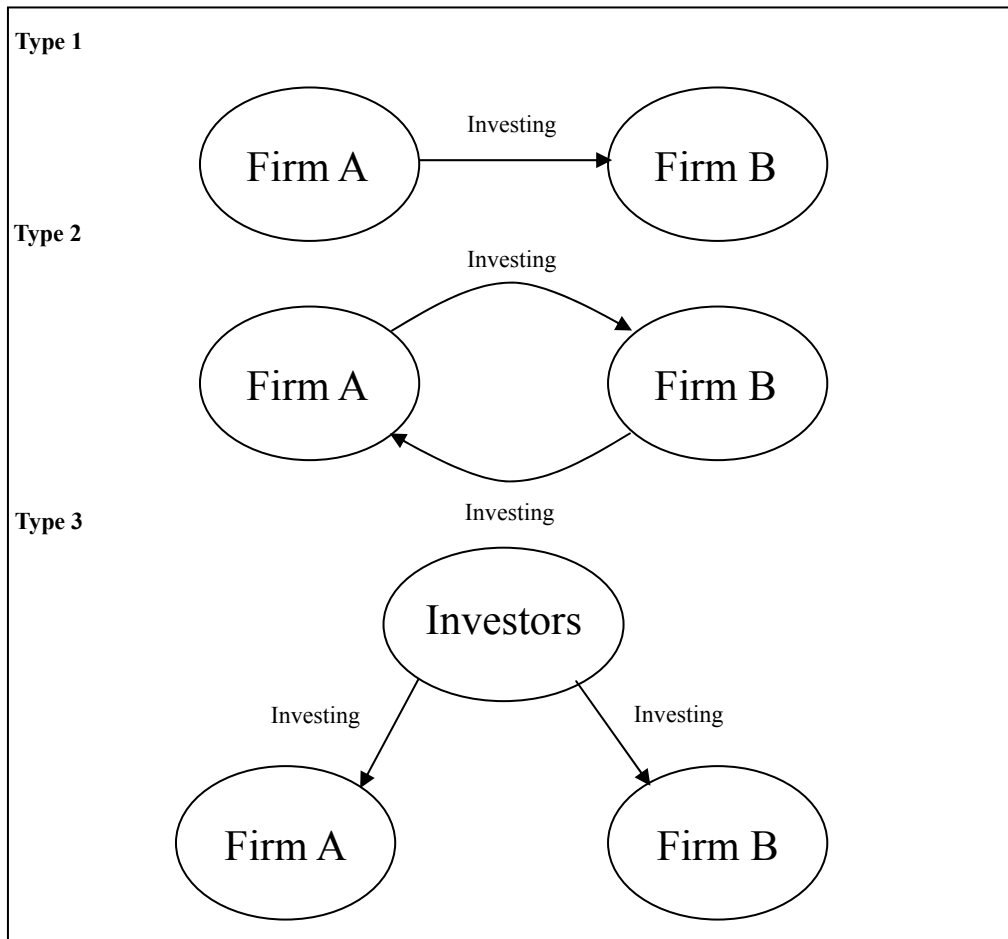 Type 1
Investing
Firm A
Firm B
Type 2
Investing
Firm A
Firm B
Investing
Type 3
Investors
Investing
Investing
Firm A
Firm B